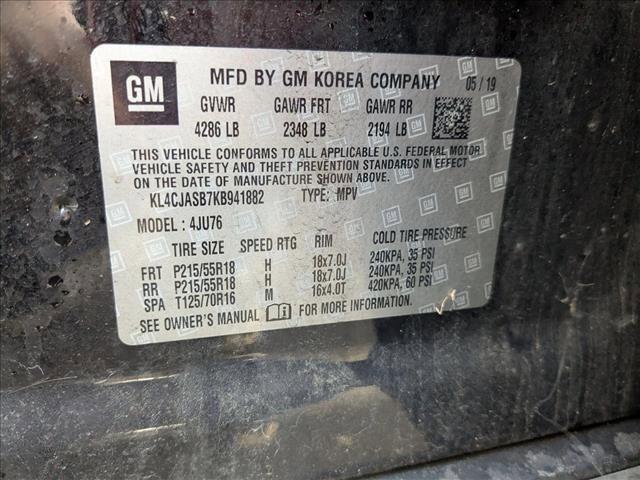 GM MFD BY GM KOREA COMPANY 05/19
GVWR GAWR FRT GAWR RR
4286 LB 2348 LB 2194 LB
THIS VEHICLE CONFORMS TO ALL APPLICABLE U.S. FEDERAL MOTOR
VEHICLE SAFETY AND THEFT PREVENTION STANDARDS IN EFFECT
ON THE DATE OF MANUFACTURE SHOWN ABOVE.
KL4CJASB7KB941882 TYPE: MPV
MODEL : 4JU76
TIRE SIZE SPEED RTG RIM COLD TIRE PRESSURE
FRT P215/55R18 H 18x7.0J 240KPA, 35 PSI
RR P215/55R18 H 18x7.0J 240KPA, 35 PSI
SPA T125/70R16 M 16x4.0T 420KPA, 60 PSI
SEE OWNER'S MANUAL FOR MORE INFORMATION.